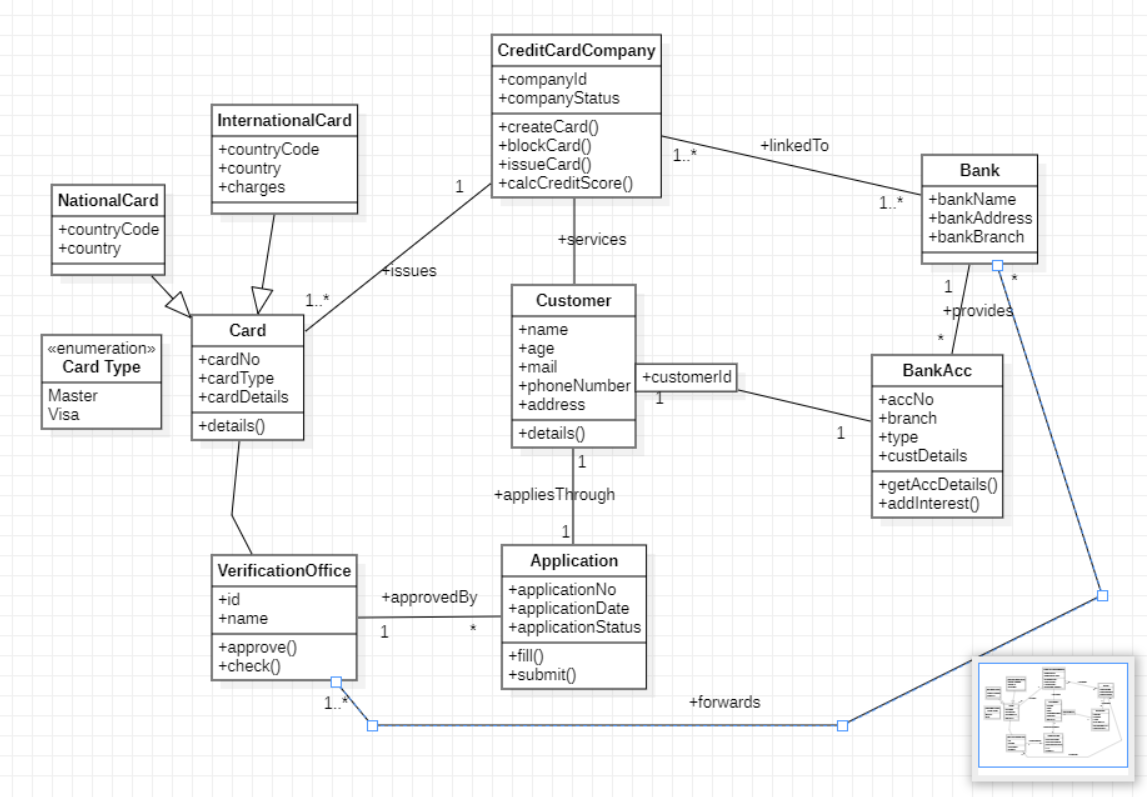 CreditCardCompany
+companyId
+companyStatus
+createCard()
+blockCard()
+issueCard()
+calcCreditScore()
InternationalCard
+countryCode
+country
+charges
NationalCard
+countryCode
+country
+linkedTo
1..*
1..*
Bank
+bankName
+bankAddress
+bankBranch
1
+issues
1..*
+services
Card
+cardNo
+cardType
+cardDetails
+details()
«enumeration»
Card Type
Master
Visa
Customer
+name
+age
+mail
+phoneNumber
+address
+details()
+customerId
1
1
1
*
+provides
*
BankAcc
+accNo
+branch
+type
+custDetails
+getAccDetails()
+addInterest()
1
+appliesThrough
1
VerificationOffice
+id
+name
+approve()
+check()
+approvedBy
1
*
Application
+applicationNo
+applicationDate
+applicationStatus
+fill()
+submit()
1..*
+forwards